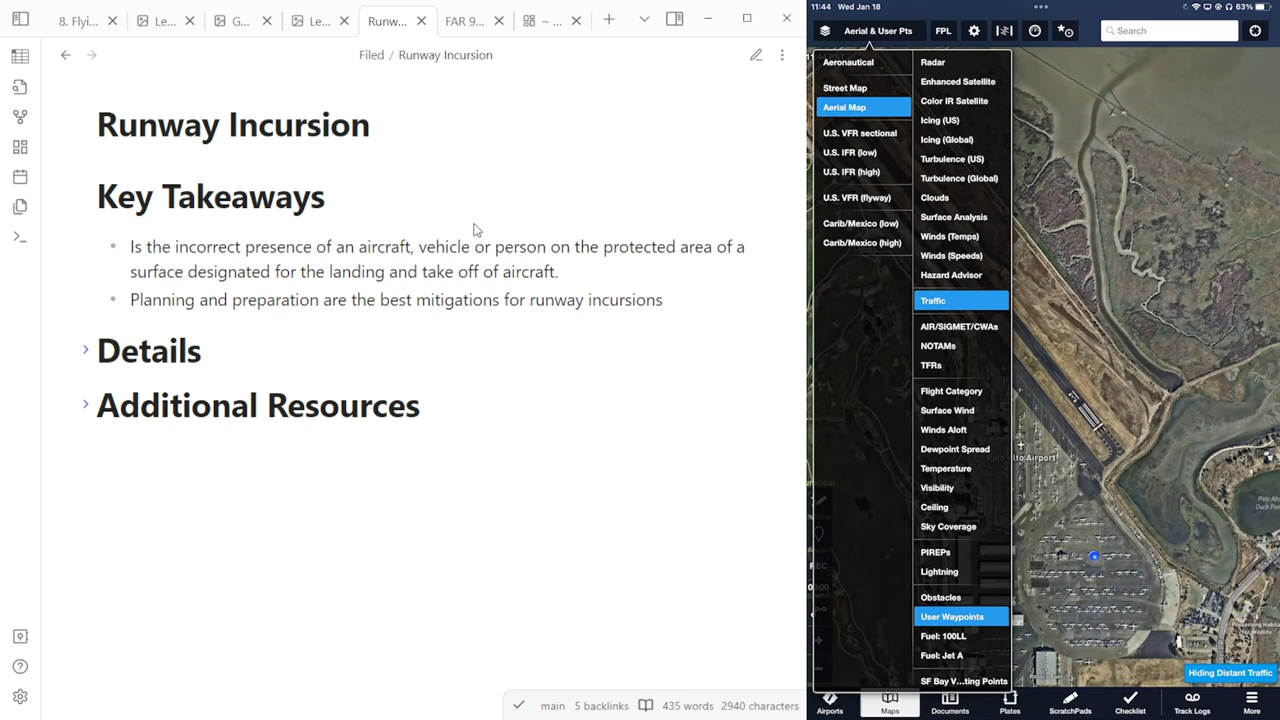 8. Flyi...
Le...
G...
Le...
Runw...
FAR 9...
~ ...
Filed / Runway Incursion
Runway Incursion
Key Takeaways
Is the incorrect presence of an aircraft, vehicle or person on the protected area of a
surface designated for the landing and take off of aircraft.
Planning and preparation are the best mitigations for runway incursions
Details
Additional Resources
main
5 backlinks
435 words
2940 characters
11:44 Wed Jan 18
63%
Aerial & User Pts
FPL
Search
Aeronautical
Street Map
Aerial Map
U.S. VFR sectional
U.S. IFR (low)
U.S. IFR (high)
U.S. VFR (flyway)
Carib/Mexico (low)
Carib/Mexico (high)
Radar
Enhanced Satellite
Color IR Satellite
Icing (US)
Icing (Global)
Turbulence (US)
Turbulence (Global)
Clouds
Surface Analysis
Winds (Temps)
Winds (Speeds)
Hazard Advisor
Traffic
AIR/SIGMET/CWAs
NOTAMs
TFRs
Flight Category
Surface Wind
Winds Aloft
Dewpoint Spread
Temperature
Visibility
Ceiling
Sky Coverage
PIREPs
Lightning
Obstacles
User Waypoints
Fuel: 100LL
Fuel: Jet A
SF Bay V...ting Points
Alto Airport
Palo Alto
Duck Pon
Hiding Distant Traffic
Airports
Maps
Documents
Plates
ScratchPads
Checklist
Track Logs
More